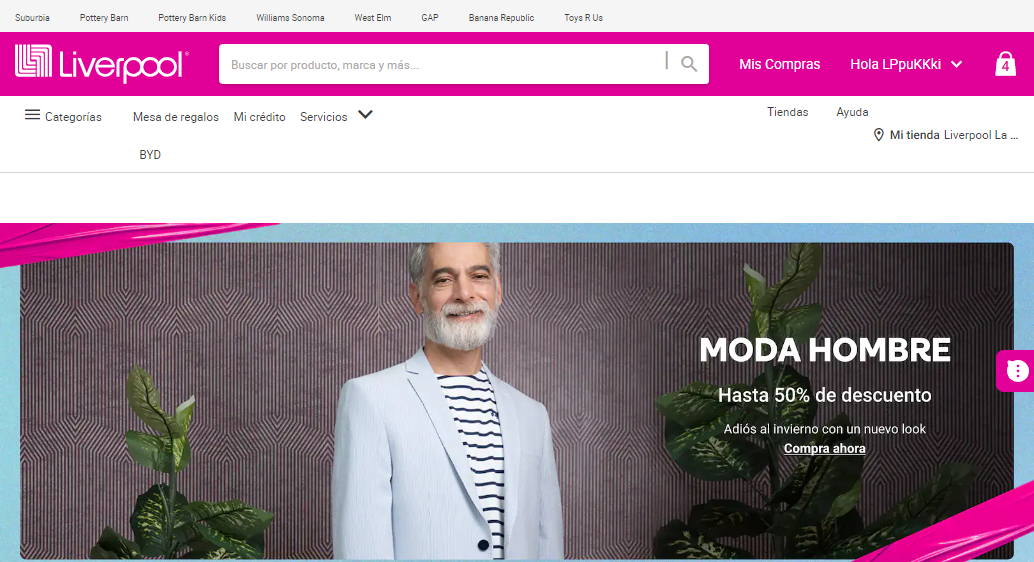 Suburbia Pottery Barn Pottery Barn Kids Williams Sonoma West Elm GAP Banana Republic Toys R Us
Liverpool® Buscar por producto, marca y más... Mis Compras Hola LPpuKKki 4
Categorías Mesa de regalos Mi crédito Servicios Tiendas Ayuda
Mi tienda Liverpool La ...
BYD
MODA HOMBRE
Hasta 50% de descuento
Adiós al invierno con un nuevo look
Compra ahora